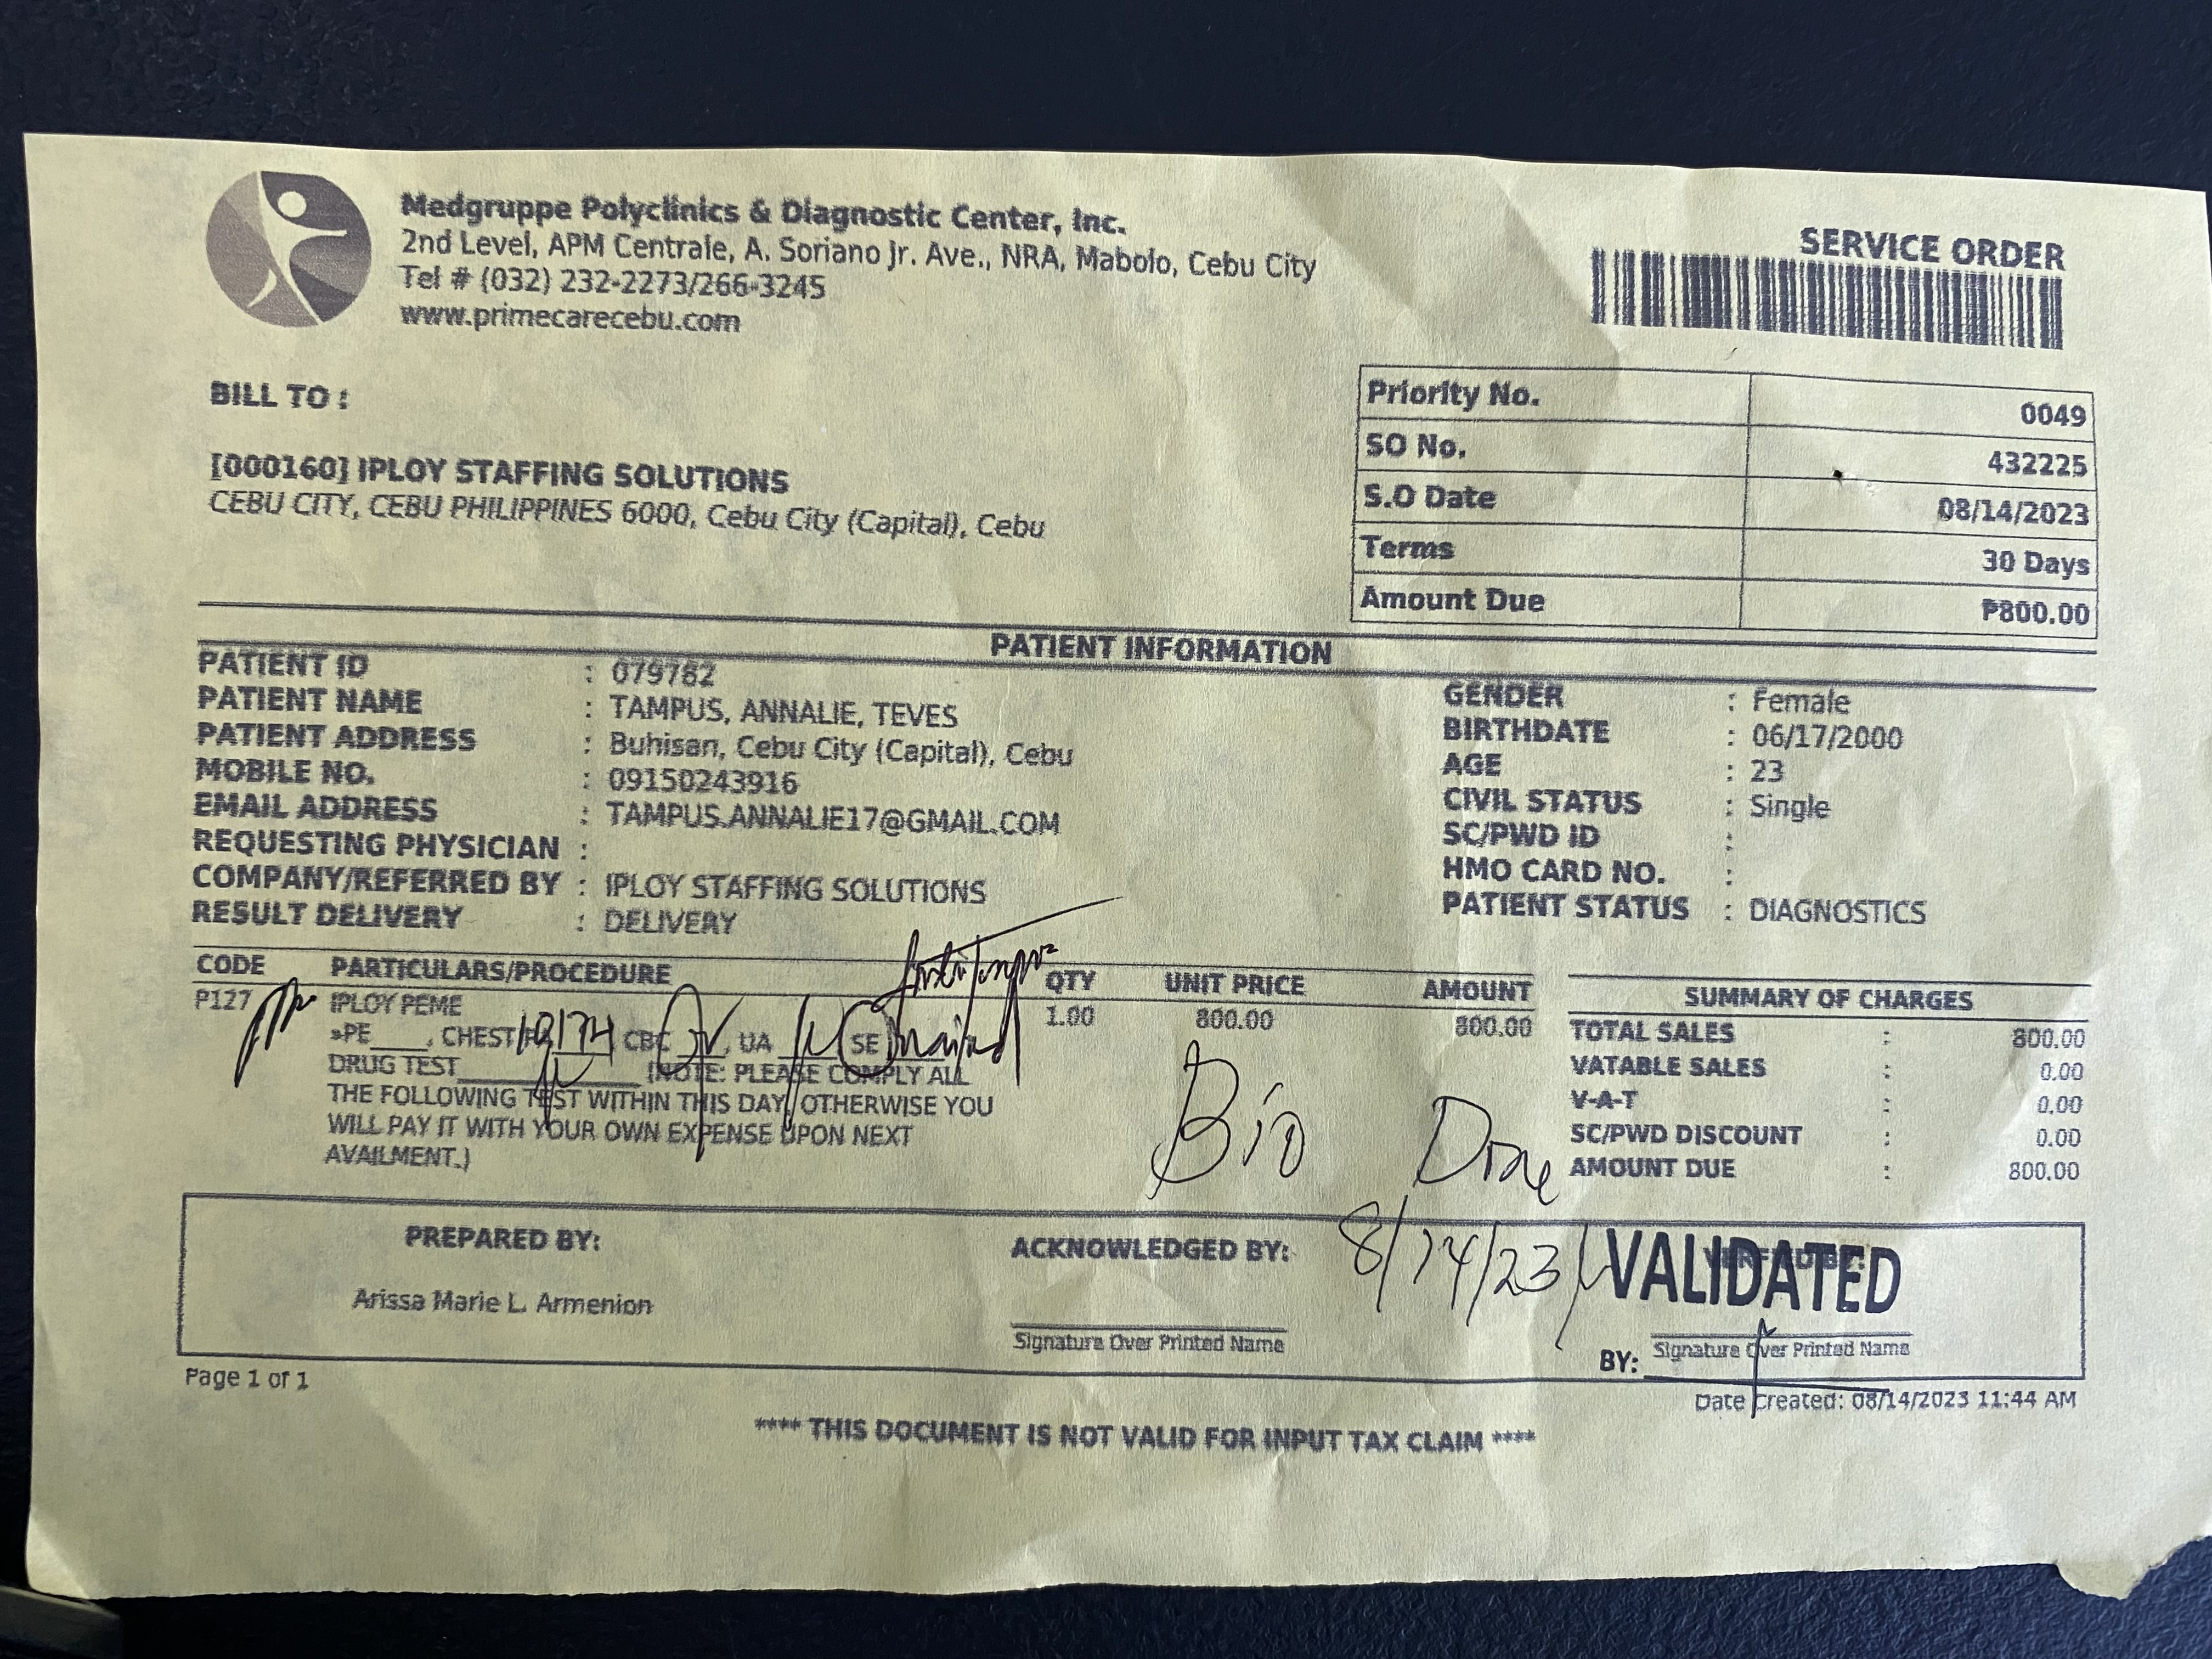 Medgruppe Polyclinics & Diagnostic Center, Inc.
2nd Level, APM Centrale, A. Soriano Jr. Ave., NRA, Mabolo, Cebu City
Tel # (032) 232-2273/266-3245
www.primecarecebu.com
SERVICE ORDER
BILL TO :
[000160] IPLOY STAFFING SOLUTIONS
CEBU CITY, CEBU PHILIPPINES 6000, Cebu City (Capital), Cebu
Priority No. 0049
SO No. 432225
S.O Date 08/14/2023
Terms 30 Days
Amount Due ₱800.00
PATIENT INFORMATION
PATIENT ID : 079782
PATIENT NAME : TAMPUS, ANNALIE, TEVES
PATIENT ADDRESS : Buhisan, Cebu City (Capital), Cebu
MOBILE NO. : 09150243916
EMAIL ADDRESS : TAMPUS.ANNALIE17@GMAIL.COM
REQUESTING PHYSICIAN :
COMPANY/REFERRED BY : IPLOY STAFFING SOLUTIONS
RESULT DELIVERY : DELIVERY
GENDER : Female
BIRTHDATE : 06/17/2000
AGE : 23
CIVIL STATUS : Single
SC/PWD ID :
HMO CARD NO. :
PATIENT STATUS : DIAGNOSTICS
CODE PARTICULARS/PROCEDURE QTY UNIT PRICE AMOUNT
P127 IPLOY PEME 1.00 800.00 800.00
»PE____, CHEST CBC , UA SE
DRUG TEST (NOTE: PLEASE COMPLY ALL
THE FOLLOWING TEST WITHIN THIS DAY, OTHERWISE YOU
WILL PAY IT WITH YOUR OWN EXPENSE UPON NEXT
AVAILMENT.)
Bio
SUMMARY OF CHARGES
TOTAL SALES : 800.00
VATABLE SALES : 0.00
V-A-T : 0.00
SC/PWD DISCOUNT : 0.00
AMOUNT DUE : 800.00
PREPARED BY:
Arissa Marie L. Armenion
ACKNOWLEDGED BY:
Signature Over Printed Name
8/14/23
VALIDATED
Signature Over Printed Name
BY:
Page 1 of 1
Date Created: 08/14/2023 11:44 AM
**** THIS DOCUMENT IS NOT VALID FOR INPUT TAX CLAIM ****